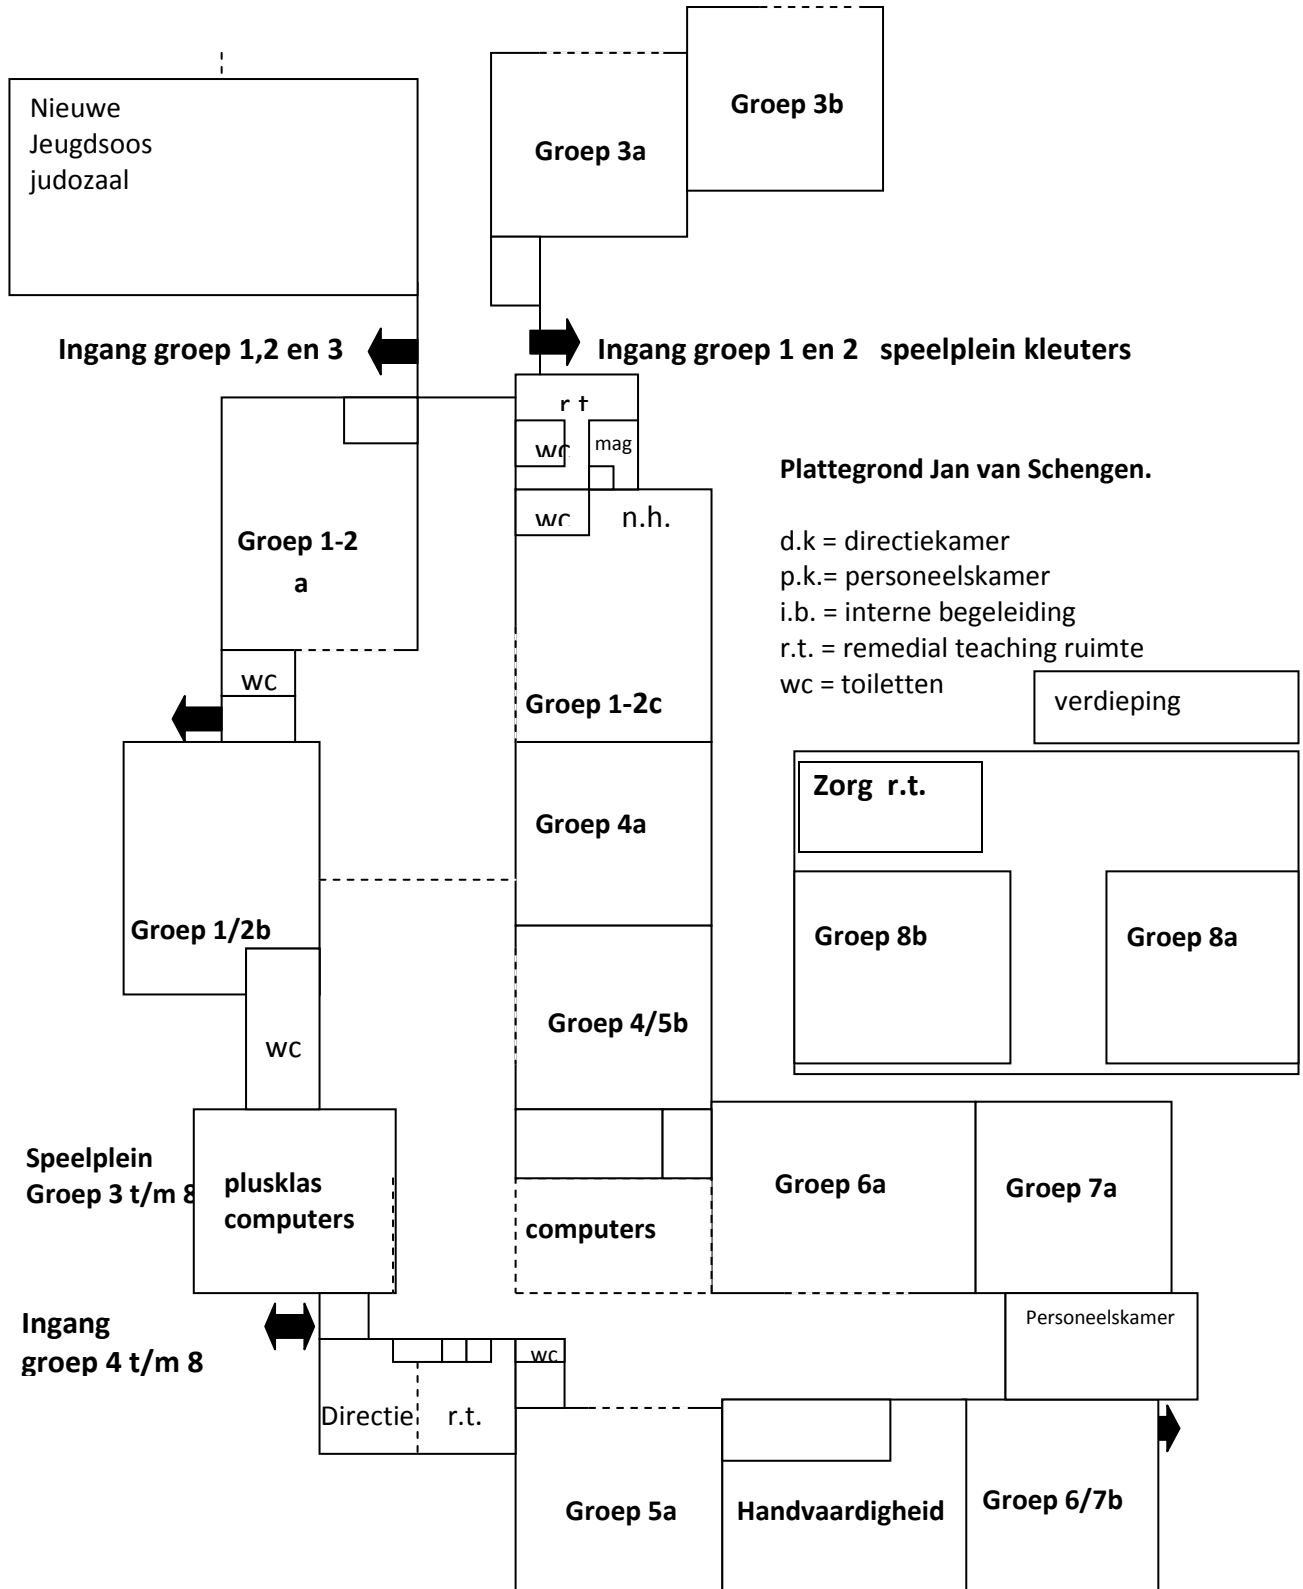 Nieuwe
Jeugdsoos
judozaal
Groep 3a
Groep 3b
Ingang groep 1,2 en 3
Ingang groep 1 en 2 speelplein kleuters
r t
wc
mag
wc
n.h.
Groep 1-2
a
Plattegrond Jan van Schengen.
d.k = directiekamer
p.k.= personeelskamer
i.b. = interne begeleiding
r.t. = remedial teaching ruimte
wc = toiletten
wc
Groep 1-2c
verdieping
Zorg r.t.
Groep 4a
Groep 1/2b
Groep 8b
Groep 8a
Groep 4/5b
wc
Speelplein
Groep 3 t/m 8
plusklas
computers
computers
Groep 6a
Groep 7a
Ingang
groep 4 t/m 8
Personeelskamer
wc
Directie
r.t.
Groep 5a
Handvaardigheid
Groep 6/7b